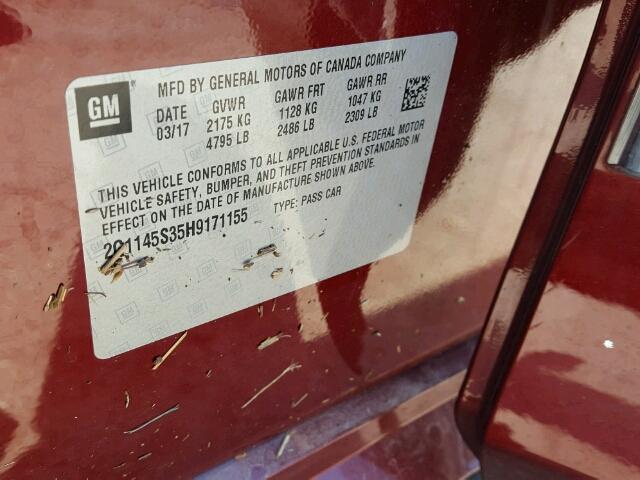 GM
MFD BY GENERAL MOTORS OF CANADA COMPANY
DATE GVWR GAWR FRT GAWR RR
03/17 2175 KG 1128 KG 1047 KG
4795 LB 2486 LB 2309 LB
THIS VEHICLE CONFORMS TO ALL APPLICABLE U.S. FEDERAL MOTOR
VEHICLE SAFETY, BUMPER, AND THEFT PREVENTION STANDARDS IN
EFFECT ON THE DATE OF MANUFACTURE SHOWN ABOVE.
2G1145S35H9171155 TYPE: PASS CAR